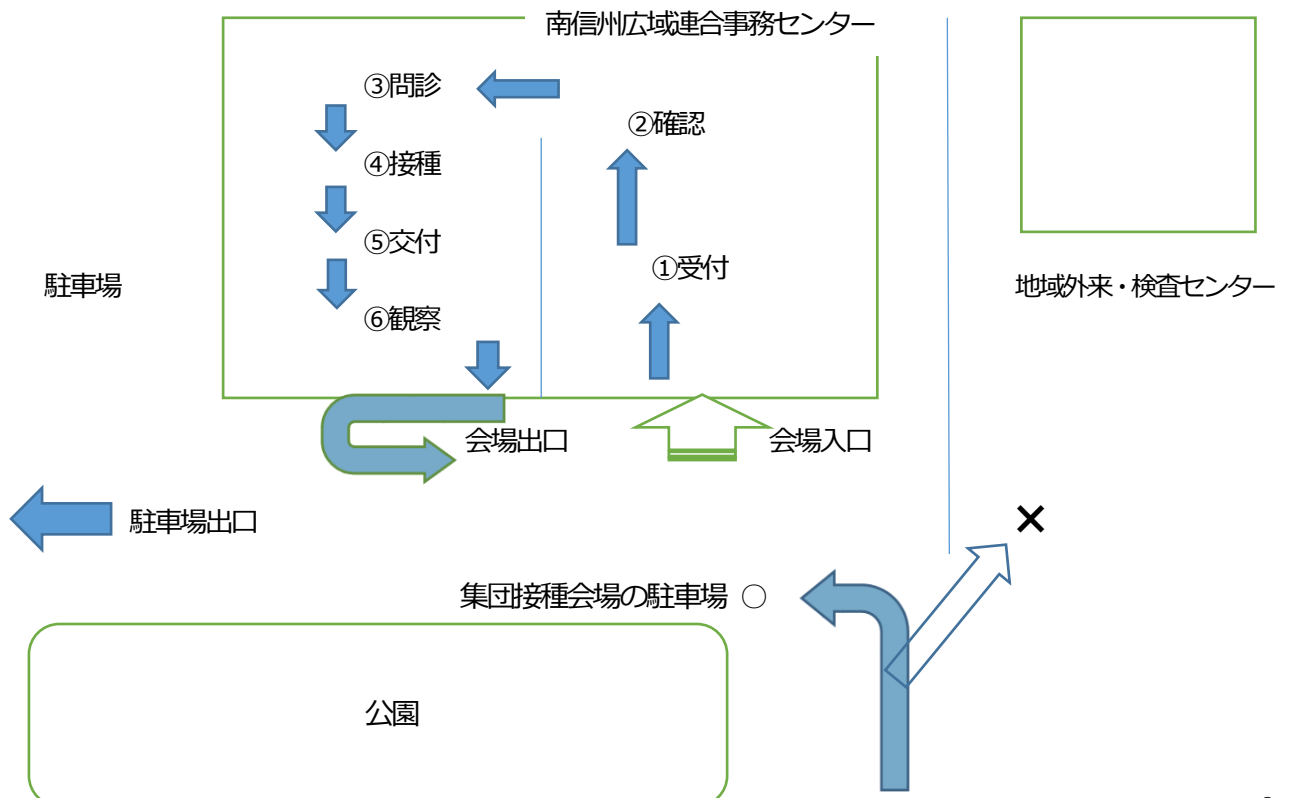 南信州広域連合事務センター
③問診
②確認
④接種
⑤交付
①受付
駐車場
地域外来・検査センター
⑥観察
会場出口
会場入口
駐車場出口
×
集団接種会場の駐車場 ○
公園